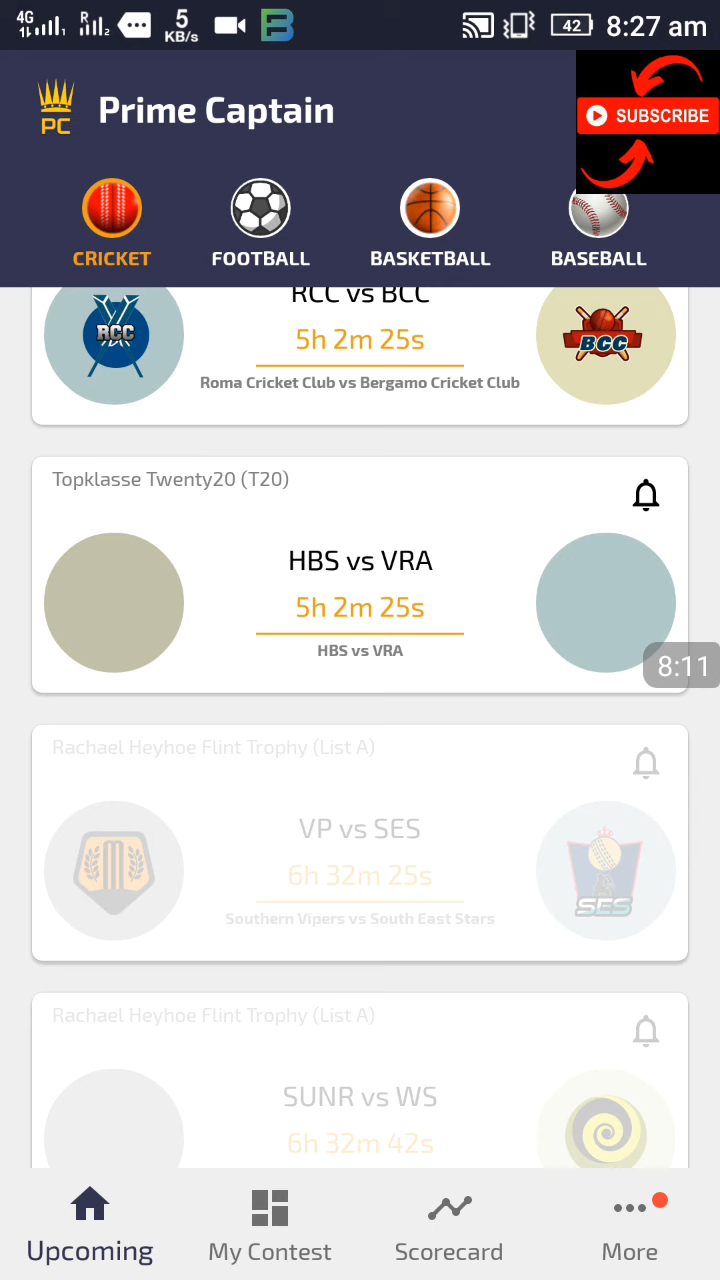 4G R 1 2 5 KB/s 42 8:27 am
PC Prime Captain
SUBSCRIBE
CRICKET FOOTBALL BASKETBALL BASEBALL
RCC vs BCC
RCC 5h 2m 25s BCC
Roma Cricket Club vs Bergamo Cricket Club
Topklasse Twenty20 (T20)
HBS vs VRA
5h 2m 25s
HBS vs VRA
8:11
Rachael Heyhoe Flint Trophy (List A)
VP vs SES
6h 32m 25s
SES
Southern Vipers vs South East Stars
Rachael Heyhoe Flint Trophy (List A)
SUNR vs WS
6h 32m 42s
Upcoming My Contest Scorecard More